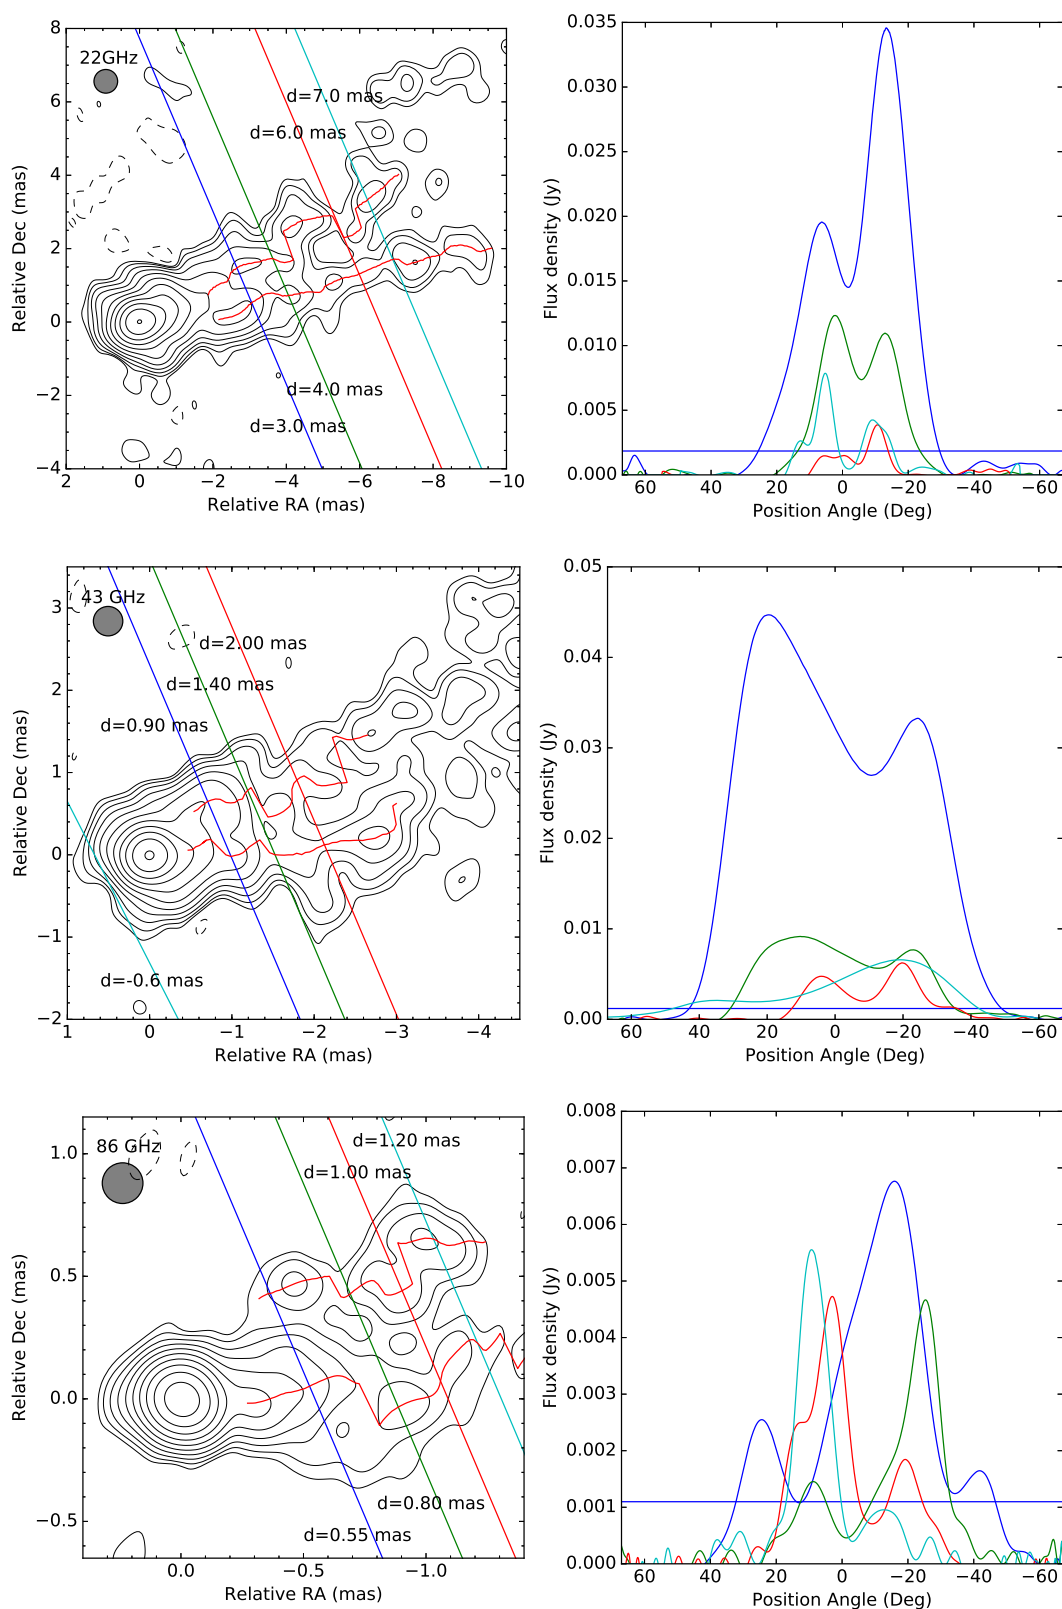 8
6
4
2
0
−2
−4
2
0
−2
−4
−6
−8
−10
Relative Dec (mas)
Relative RA (mas)
22GHz
d=7.0 mas
d=6.0 mas
d=4.0 mas
d=3.0 mas
0.035
0.030
0.025
0.020
0.015
0.010
0.005
0.000
60
40
20
0
−20
−40
−60
Flux density (Jy)
Position Angle (Deg)
3
2
1
0
−1
−2
1
0
−1
−2
−3
−4
Relative Dec (mas)
Relative RA (mas)
43 GHz
d=2.00 mas
d=1.40 mas
d=0.90 mas
d=-0.6 mas
0.05
0.04
0.03
0.02
0.01
0.00
60
40
20
0
−20
−40
−60
Flux density (Jy)
Position Angle (Deg)
1.0
0.5
0.0
−0.5
0.0
−0.5
−1.0
Relative Dec (mas)
Relative RA (mas)
86 GHz
d=1.20 mas
d=1.00 mas
d=0.80 mas
d=0.55 mas
0.008
0.007
0.006
0.005
0.004
0.003
0.002
0.001
0.000
60
40
20
0
−20
−40
−60
Flux density (Jy)
Position Angle (Deg)